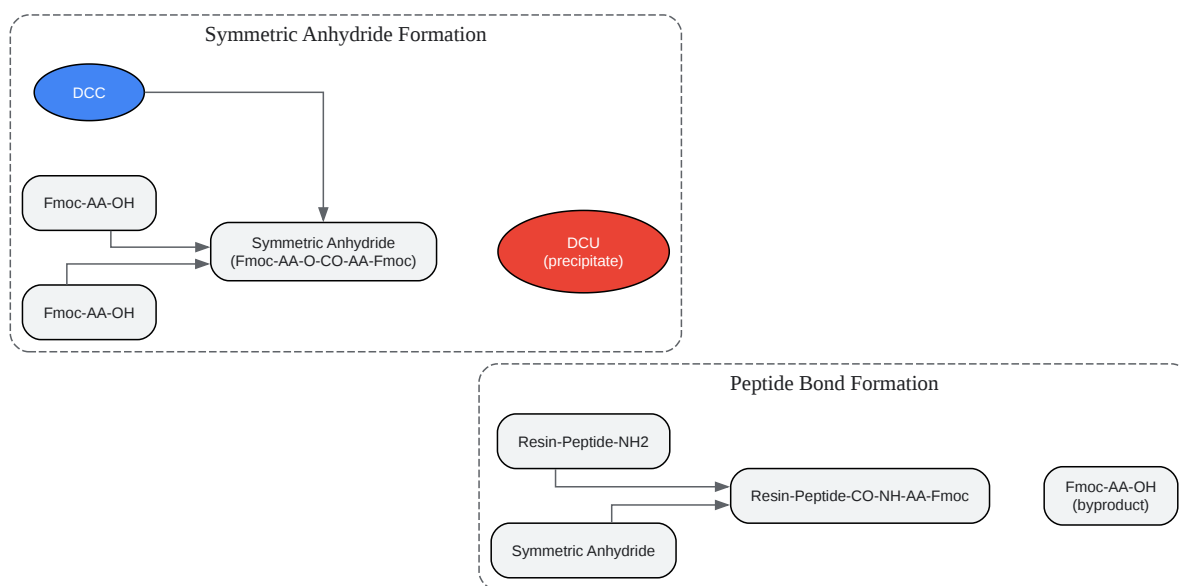 Symmetric Anhydride Formation
DCC
Fmoc-AA-OH
Symmetric Anhydride
(Fmoc-AA-O-CO-AA-Fmoc)
DCU
(precipitate)
Fmoc-AA-OH
Peptide Bond Formation
Resin-Peptide-NH2
Resin-Peptide-CO-NH-AA-Fmoc
Fmoc-AA-OH
(byproduct)
Symmetric Anhydride